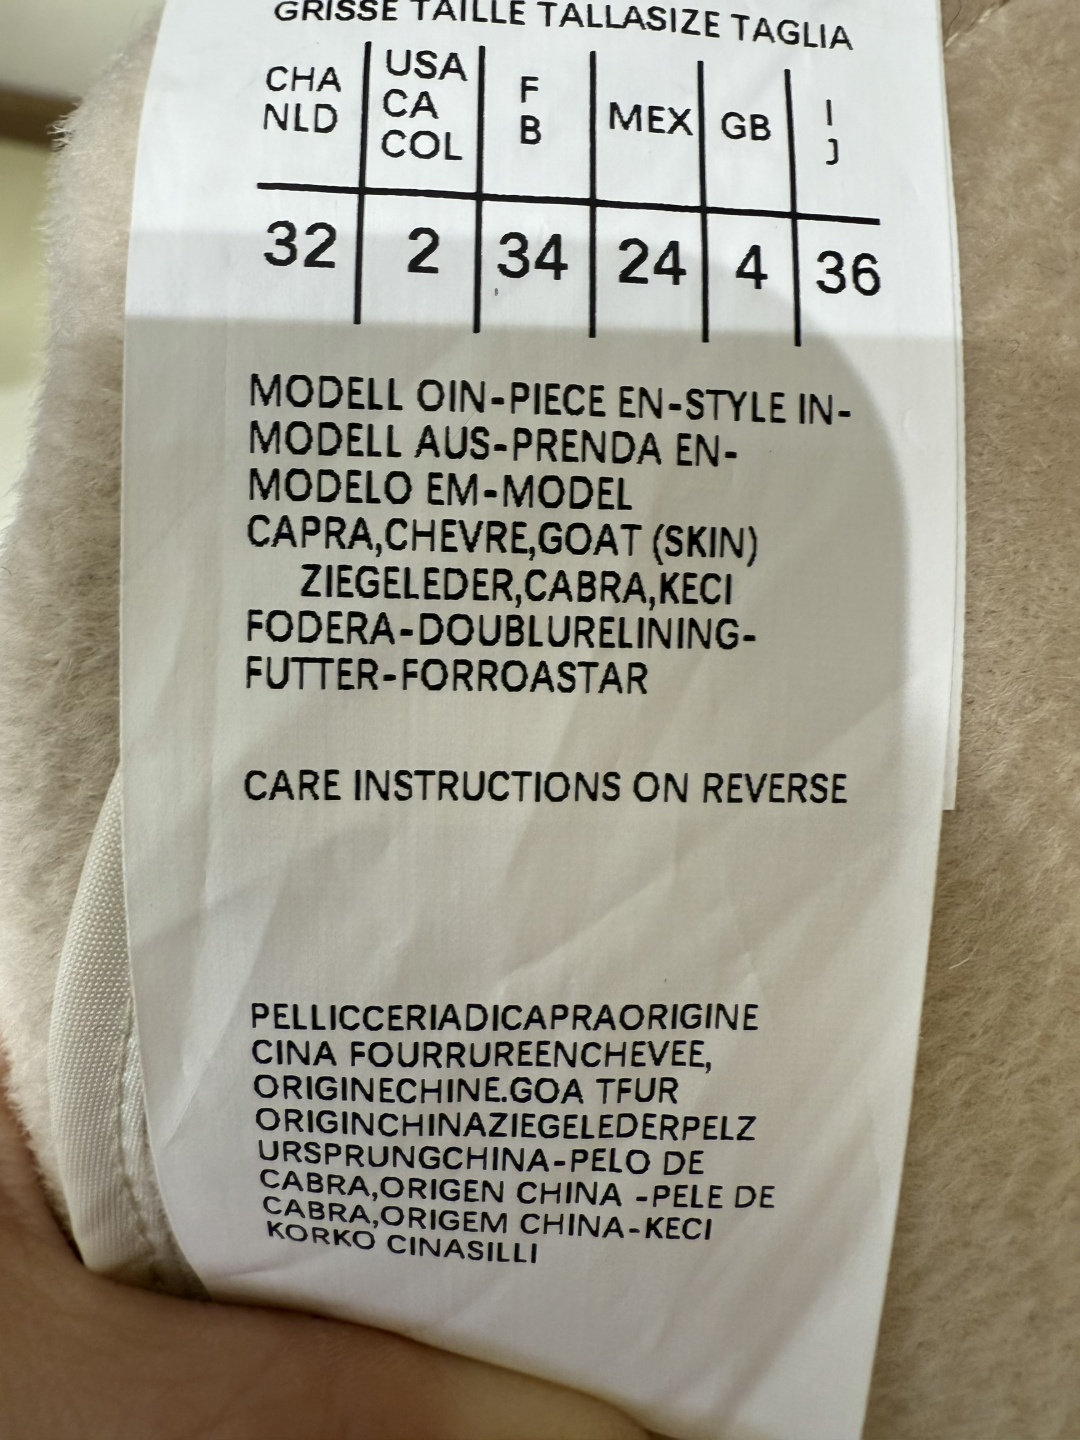 GRISSE TAILLE TALLASIZE TAGLIA
CHA NLD | USA CA COL | F B | MEX | GB | I J
32 | 2 | 34 | 24 | 4 | 36
MODELL OIN-PIECE EN-STYLE IN-
MODELL AUS-PRENDA EN-
MODELO EM-MODEL
CAPRA,CHEVRE,GOAT (SKIN)
ZIEGELEDER,CABRA,KECI
FODERA-DOUBLURELINING-
FUTTER-FORROASTAR
CARE INSTRUCTIONS ON REVERSE
PELLICCERIADICAPRAORIGINE
CINA FOURRUREENCHEVEE,
ORIGINECHINE.GOA TFUR
ORIGINCHINAZIEGELEDERPELZ
URSPRUNGCHINA-PELO DE
CABRA,ORIGEN CHINA -PELE DE
CABRA,ORIGEM CHINA-KECI
KORKO CINASILLI